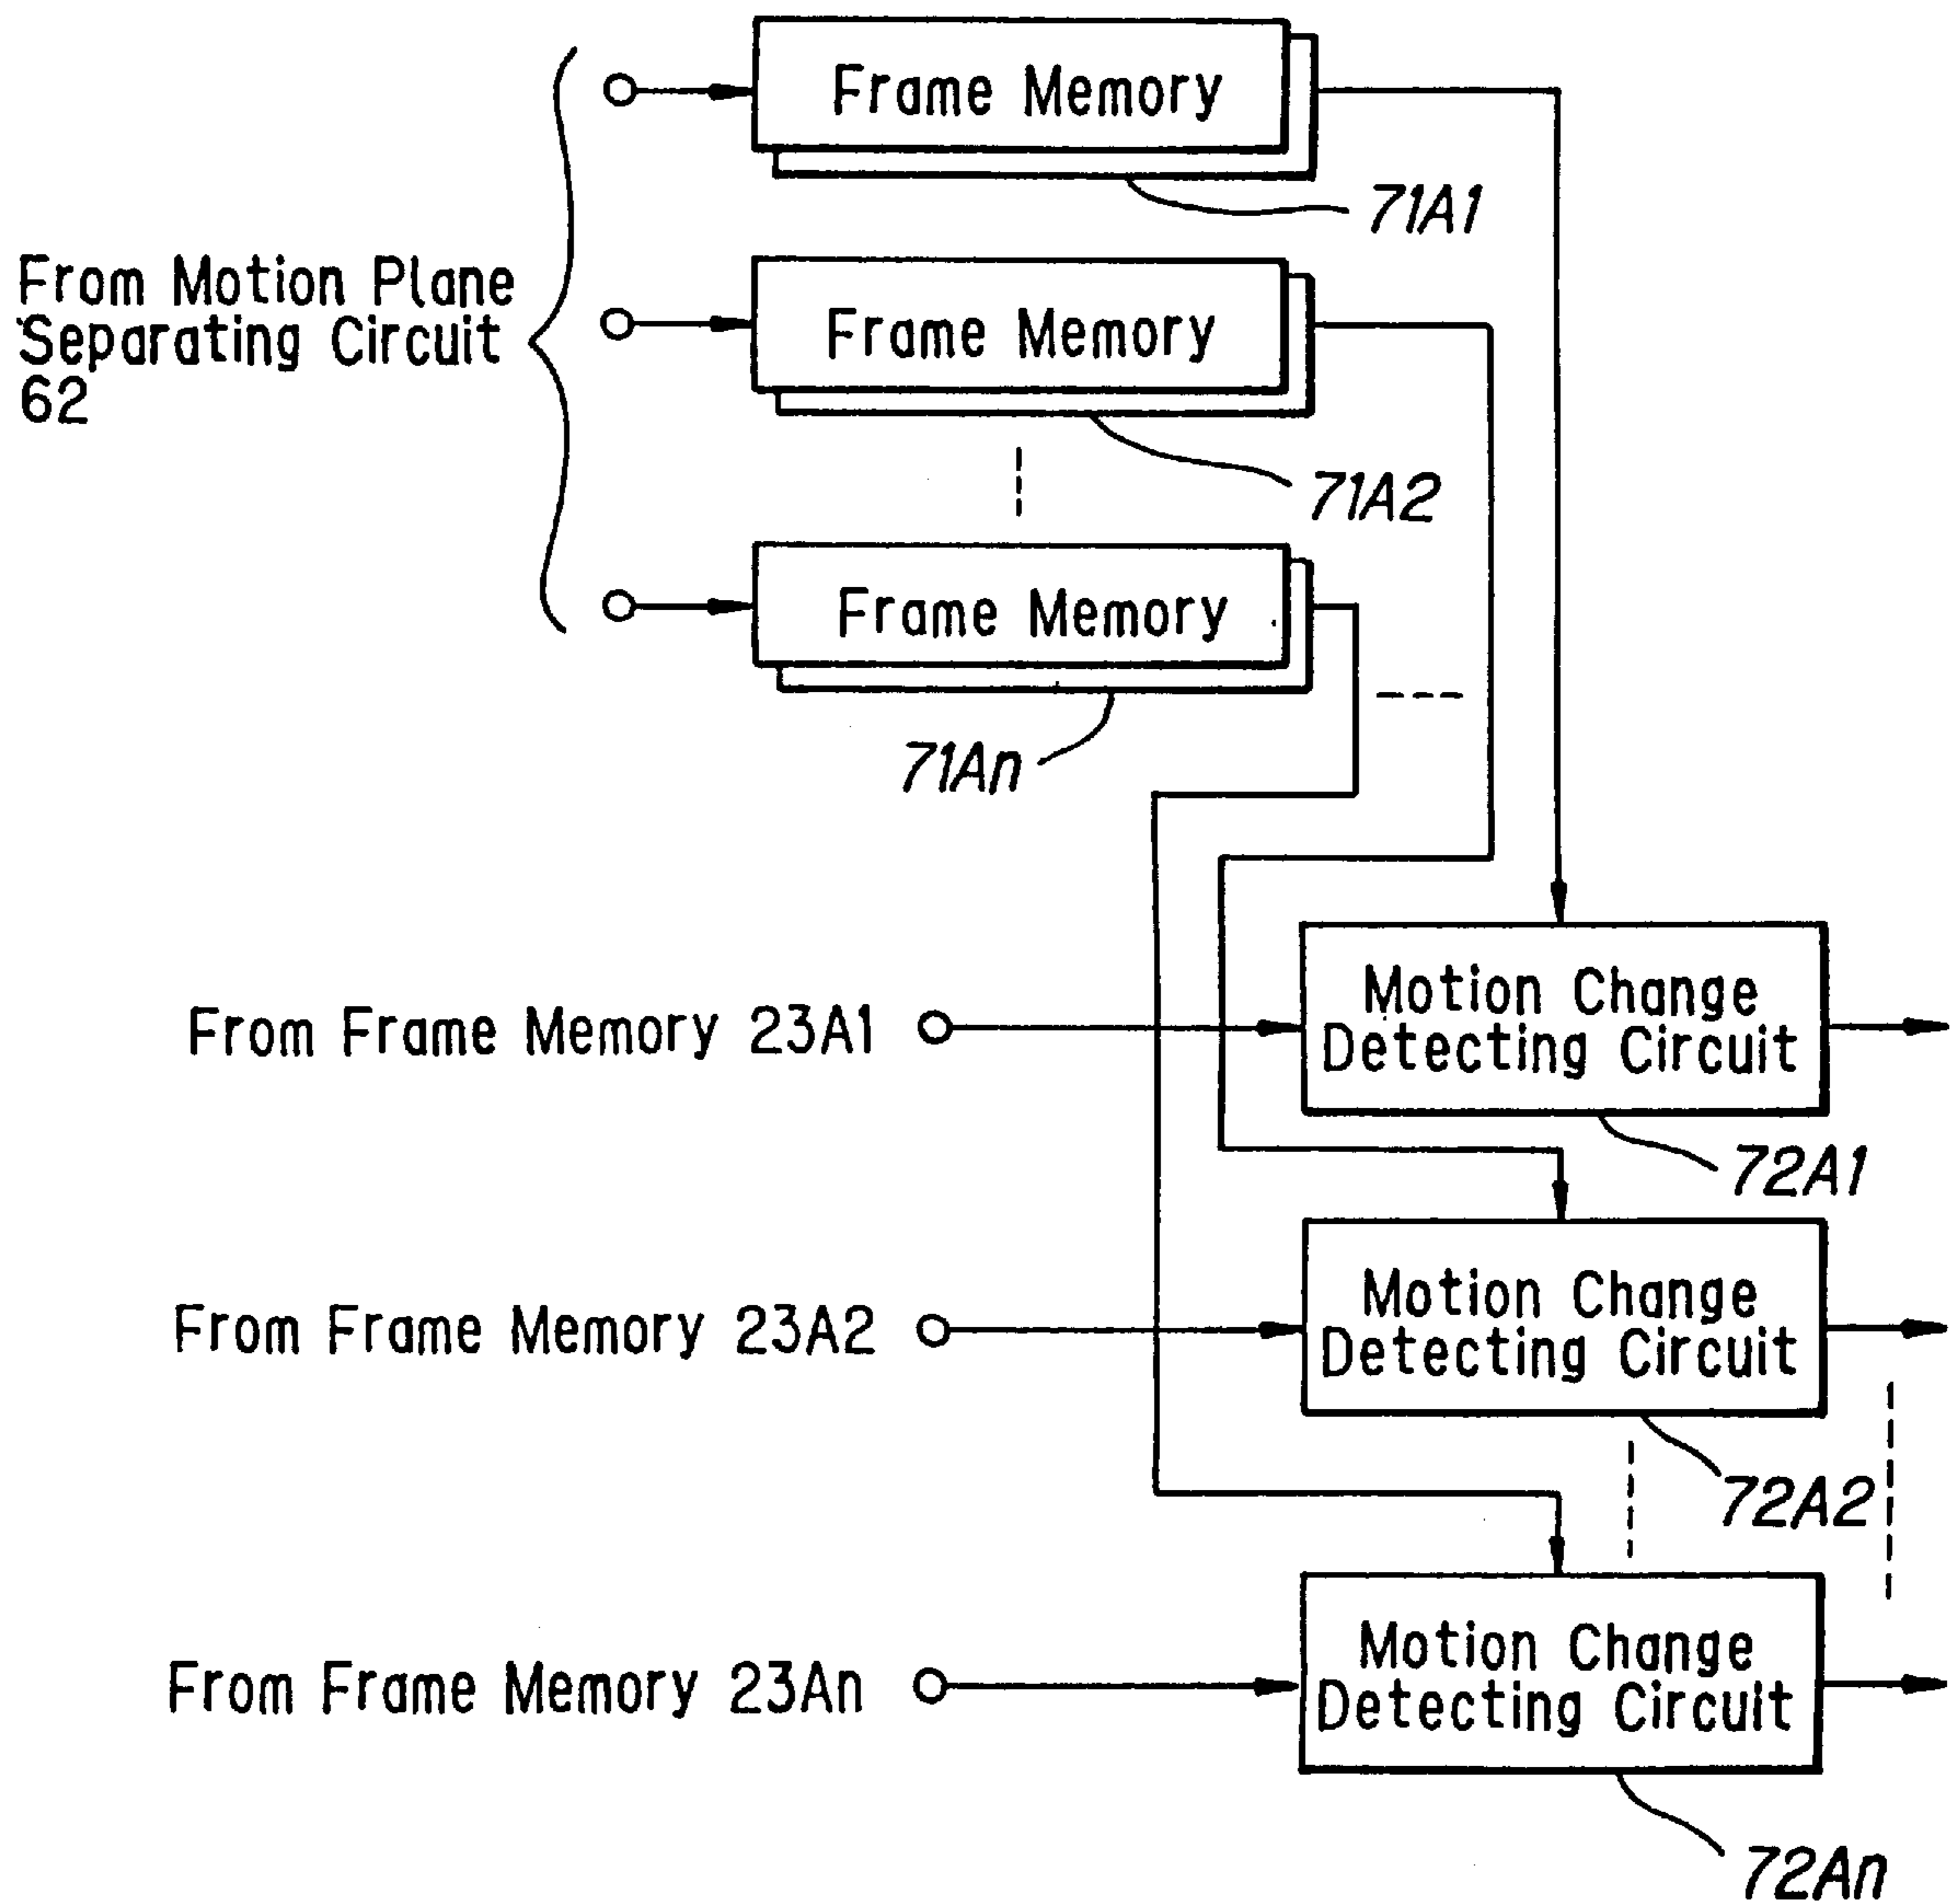 Frame Memory
71A1
From Motion Plane
Separating Circuit
62
Frame Memory
71A2
Frame Memory
71An
From Frame Memory 23A1
Motion Change
Detecting Circuit
72A1
From Frame Memory 23A2
Motion Change
Detecting Circuit
72A2
From Frame Memory 23An
Motion Change
Detecting Circuit
72An